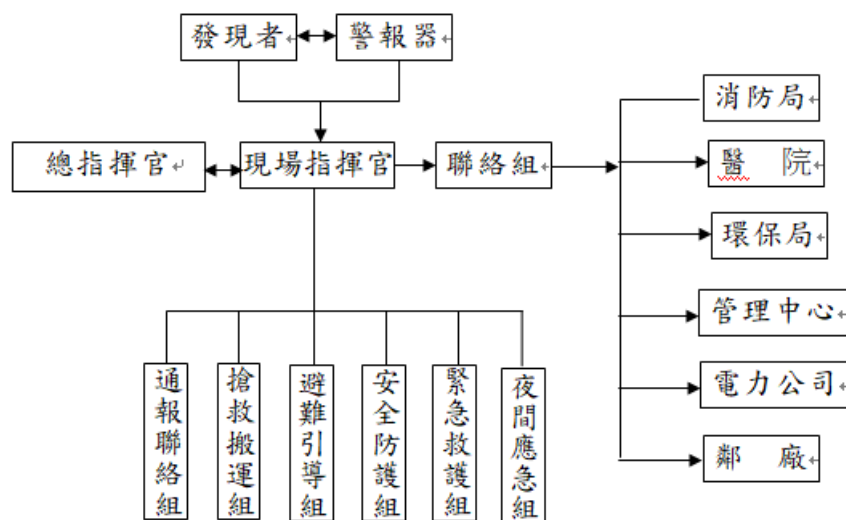 發現者
警報器
總指揮官
現場指揮官
聯絡組
消防局
醫 院
環保局
管理中心
電力公司
鄰 廠
通報聯絡組
搶救搬運組
避難引導組
安全防護組
緊急救護組
夜間應急組